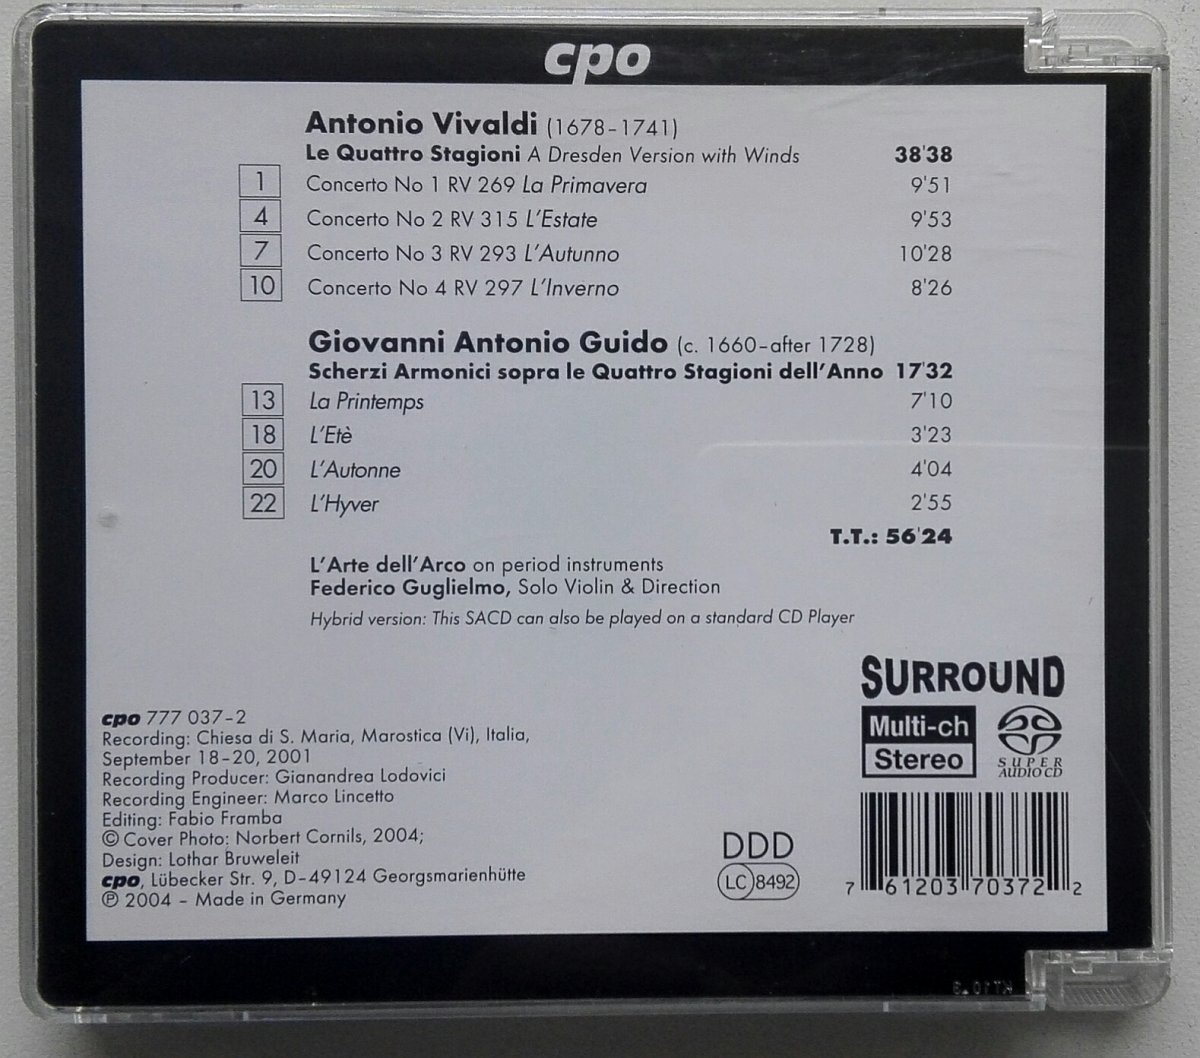 cpo
Antonio Vivaldi (1678-1741)
Le Quattro Stagioni A Dresden Version with Winds 38'38
1 Concerto No 1 RV 269 La Primavera 9'51
4 Concerto No 2 RV 315 L'Estate 9'53
7 Concerto No 3 RV 293 L'Autunno 10'28
10 Concerto No 4 RV 297 L'Inverno 8'26
Giovanni Antonio Guido (c. 1660-after 1728)
Scherzi Armonici sopra le Quattro Stagioni dell'Anno 17'32
13 La Printemps 7'10
18 L'Etè 3'23
20 L'Autonne 4'04
22 L'Hyver 2'55
T.T.: 56'24
L'Arte dell'Arco on period instruments
Federico Guglielmo, Solo Violin & Direction
Hybrid version: This SACD can also be played on a standard CD Player
SURROUND
Multi-ch
Stereo
SUPER
AUDIO CD
cpo 777 037-2
Recording: Chiesa di S. Maria, Marostica (Vi), Italia,
September 18-20, 2001
Recording Producer: Gianandrea Lodovici
Recording Engineer: Marco Lincetto
Editing: Fabio Framba
© Cover Photo: Norbert Cornils, 2004;
Design: Lothar Bruweleit
cpo, Lübecker Str. 9, D-49124 Georgsmarienhütte
℗ 2004 - Made in Germany
DDD
LC 8492
7 61203 70372 2